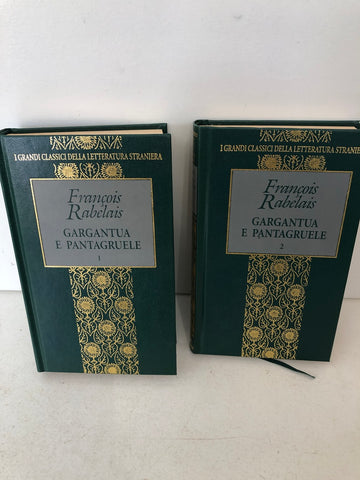 I GRANDI CLASSICI DELLA LETTERATURA STRANIERA
François
Rabelais
GARGANTUA
E PANTAGRUELE
1
I GRANDI CLASSICI DELLA LETTERATURA STRANIERA
François
Rabelais
GARGANTUA
E PANTAGRUELE
2